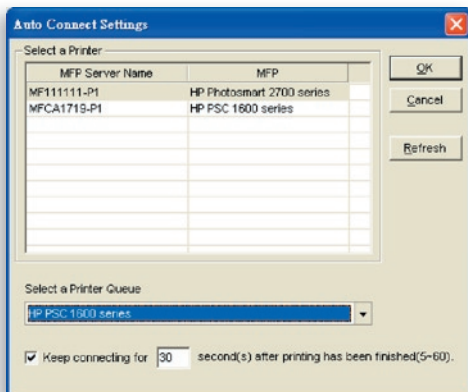 Auto Connect Settings
Select a Printer
MFP Server Name MFP
MF111111-P1 HP Photosmart 2700 series
MFCA1719-P1 HP PSC 1600 series
OK
Cancel
Refresh
Select a Printer Queue
HP PSC 1600 series
Keep connecting for 30 second(s) after printing has been finished(5~60).